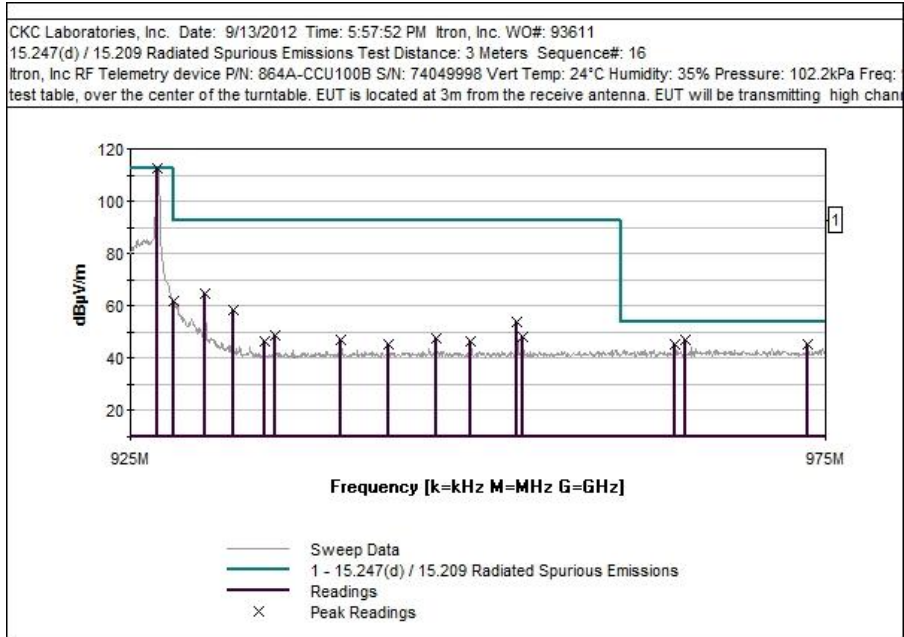 CKC Laboratories, Inc. Date: 9/13/2012 Time: 5:57:52 PM Itron, Inc. WO#: 93611
15.247(d) / 15.209 Radiated Spurious Emissions Test Distance: 3 Meters Sequence#: 16
Itron, Inc RF Telemetry device P/N: 864A-CCU100B S/N: 74049998 Vert Temp: 24°C Humidity: 35% Pressure: 102.2kPa Freq:
test table, over the center of the turntable. EUT is located at 3m from the receive antenna. EUT will be transmitting high chan
120
100
80
60
40
20
dBµV/m
1
925M
975M
Frequency [k=kHz M=MHz G=GHz]
Sweep Data
1 - 15.247(d) / 15.209 Radiated Spurious Emissions
Readings
× Peak Readings